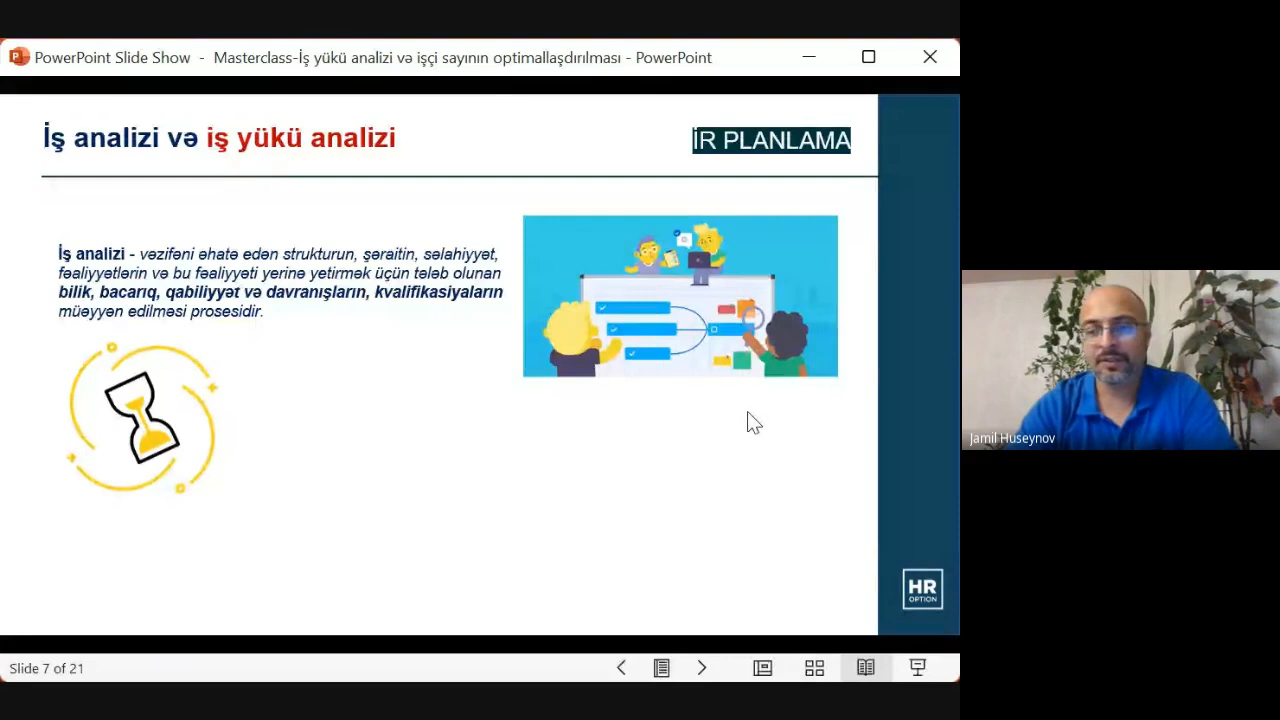 PowerPoint Slide Show - Masterclass-İş yükü analizi və işçi sayının optimallaşdırılması - PowerPoint
İş analizi və iş yükü analizi
İR PLANLAMA
İş analizi - vəzifəni əhatə edən strukturun, şəraitin, səlahiyyət,
fəaliyyətlərin və bu fəaliyyəti yerinə yetirmək üçün tələb olunan
bilik, bacarıq, qabiliyyət və davranışların, kvalifikasiyaların
müəyyən edilməsi prosesidir.
Jamil Huseynov
HR
OPTION
Slide 7 of 21